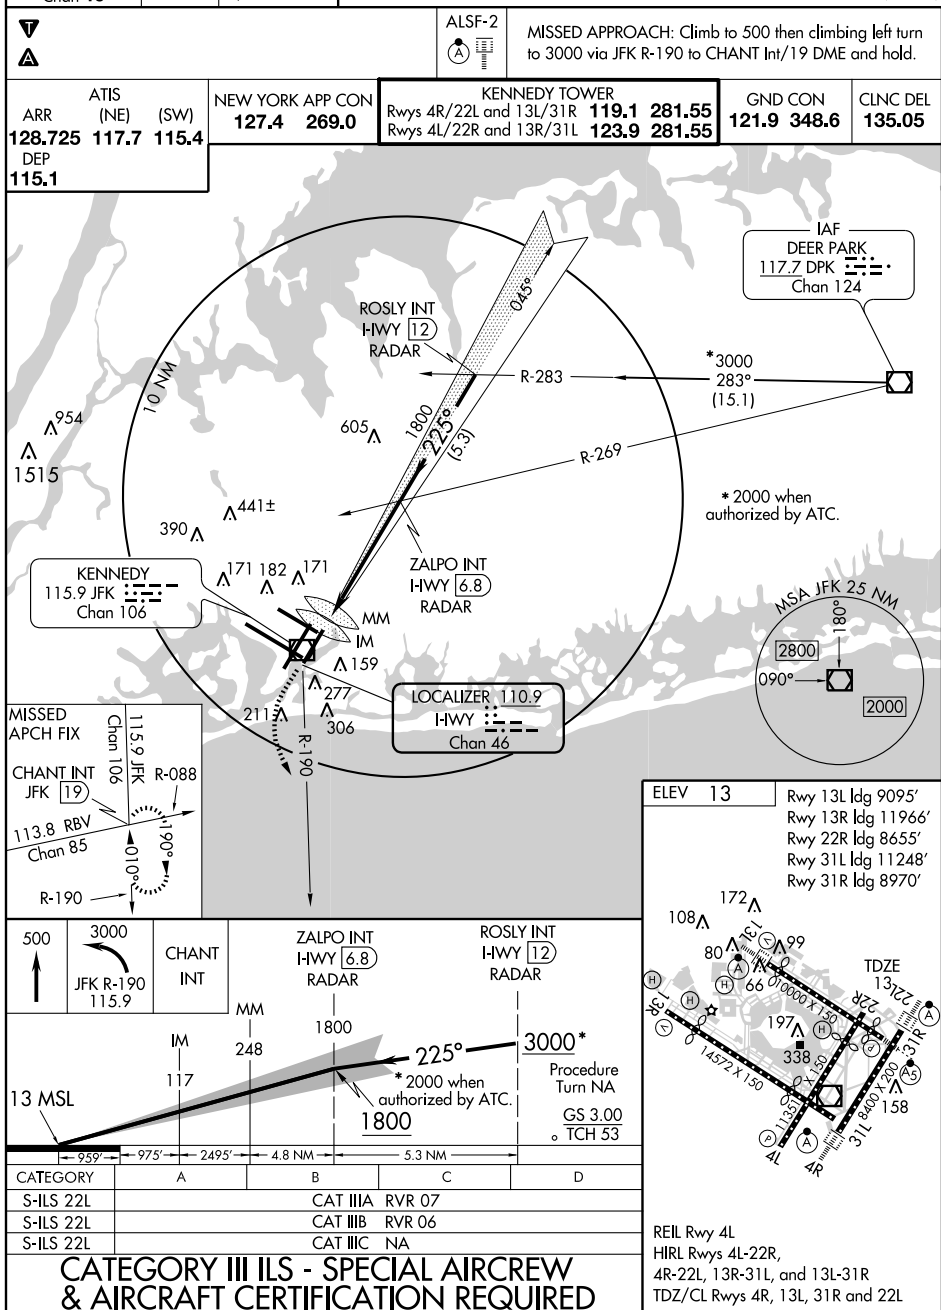 ALSF-2
A
MISSED APPROACH: Climb to 500 then climbing left turn
to 3000 via JFK R-190 to CHANT Int/19 DME and hold.
T
A
ATIS
ARR (NE) (SW)
128.725 117.7 115.4
DEP
115.1
NEW YORK APP CON
127.4 269.0
KENNEDY TOWER
Rwys 4R/22L and 13L/31R 119.1 281.55
Rwys 4L/22R and 13R/31L 123.9 281.55
GND CON
121.9 348.6
CLNC DEL
135.05
IAF
DEER PARK
117.7 DPK
Chan 124
ROSLY INT
I-IWY 12
RADAR
045°
R-283
*3000
283°
(15.1)
10 NM
1800
225°
(5.3)
605
954
1515
R-269
* 2000 when
authorized by ATC.
441±
390
ZALPO INT
I-IWY 6.8
RADAR
KENNEDY
115.9 JFK
Chan 106
171 182 171
MM
IM
159
277
211
306
R-190
LOCALIZER 110.9
I-IWY
Chan 46
MSA JFK 25 NM
180°
2800
090°
2000
MISSED
APCH FIX
115.9 JFK
Chan 106
CHANT INT
JFK 19
R-088
113.8 RBV
Chan 85
190°
010°
R-190
ELEV 13
Rwy 13L ldg 9095'
Rwy 13R ldg 11966'
Rwy 22R ldg 8655'
Rwy 31L ldg 11248'
Rwy 31R ldg 8970'
172
108
13L
V
80
99
A
66
H
TDZE
13
22L
22R
10000 X 150
13R
H
H
197
338
A
31R
P
V
14572 X 150
A5
158
11351 X 150
8400 X 200
31L
P
4L
A
4R
REIL Rwy 4L
HIRL Rwys 4L-22R,
4R-22L, 13R-31L, and 13L-31R
TDZ/CL Rwys 4R, 13L, 31R and 22L
500
3000
JFK R-190
115.9
CHANT
INT
ZALPO INT
I-IWY 6.8
RADAR
ROSLY INT
I-IWY 12
RADAR
MM
248
IM
117
1800
225°
3000*
* 2000 when
authorized by ATC.
1800
Procedure
Turn NA
GS 3.00
TCH 53
13 MSL
959' 975' 2495' 4.8 NM 5.3 NM
CATEGORY A B C D
S-ILS 22L CAT IIIA RVR 07
S-ILS 22L CAT IIIB RVR 06
S-ILS 22L CAT IIIC NA
CATEGORY III ILS - SPECIAL AIRCREW
& AIRCRAFT CERTIFICATION REQUIRED